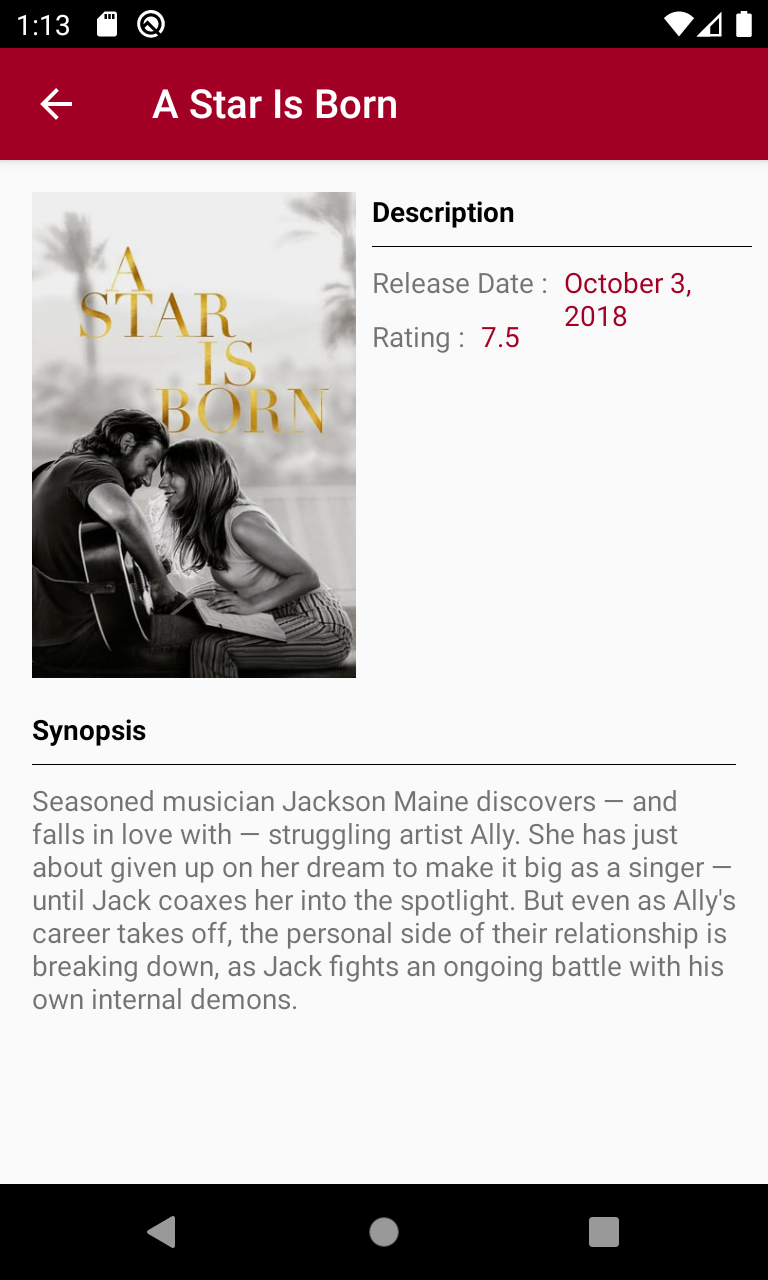 1:13
A Star Is Born
A
STAR
IS
BORN
Description
Release Date : October 3,
2018
Rating : 7.5
Synopsis
Seasoned musician Jackson Maine discovers — and
falls in love with — struggling artist Ally. She has just
about given up on her dream to make it big as a singer —
until Jack coaxes her into the spotlight. But even as Ally's
career takes off, the personal side of their relationship is
breaking down, as Jack fights an ongoing battle with his
own internal demons.